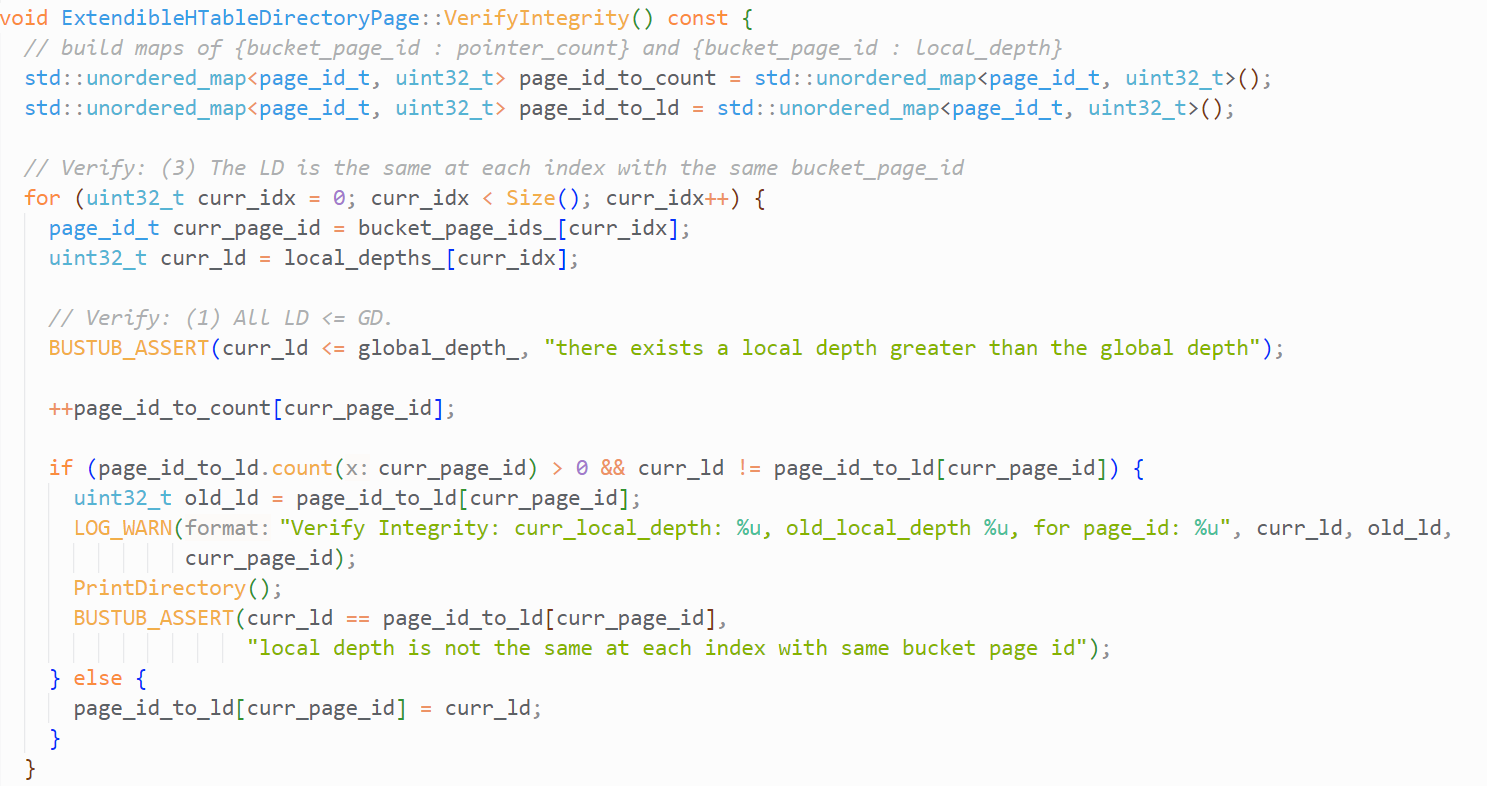 void ExtendibleHTableDirectoryPage::VerifyIntegrity() const {
  // build maps of {bucket_page_id : pointer_count} and {bucket_page_id : local_depth}
  std::unordered_map<page_id_t, uint32_t> page_id_to_count = std::unordered_map<page_id_t, uint32_t>();
  std::unordered_map<page_id_t, uint32_t> page_id_to_ld = std::unordered_map<page_id_t, uint32_t>();

  // Verify: (3) The LD is the same at each index with the same bucket_page_id
  for (uint32_t curr_idx = 0; curr_idx < Size(); curr_idx++) {
    page_id_t curr_page_id = bucket_page_ids_[curr_idx];
    uint32_t curr_ld = local_depths_[curr_idx];

    // Verify: (1) All LD <= GD.
    BUSTUB_ASSERT(curr_ld <= global_depth_, "there exists a local depth greater than the global depth");

    ++page_id_to_count[curr_page_id];

    if (page_id_to_ld.count(x: curr_page_id) > 0 && curr_ld != page_id_to_ld[curr_page_id]) {
      uint32_t old_ld = page_id_to_ld[curr_page_id];
      LOG_WARN(format: "Verify Integrity: curr_local_depth: %u, old_local_depth %u, for page_id: %u", curr_ld, old_ld,
               curr_page_id);
      PrintDirectory();
      BUSTUB_ASSERT(curr_ld == page_id_to_ld[curr_page_id],
                    "local depth is not the same at each index with same bucket page id");
    } else {
      page_id_to_ld[curr_page_id] = curr_ld;
    }
  }